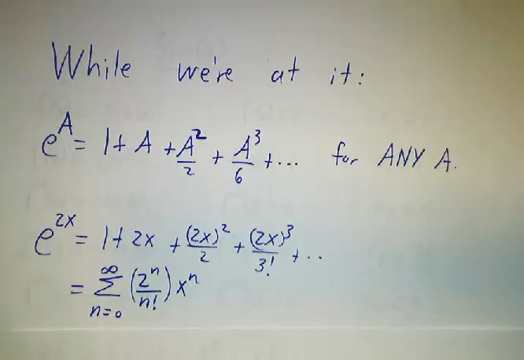 While we're at it:
e^A = 1 + A + A^2/2 + A^3/6 + ... for ANY A.
e^2x = 1 + 2x + (2x)^2/2 + (2x)^3/3! + ..
= ∑_{n=0}^{∞} (2^n/n!) x^n